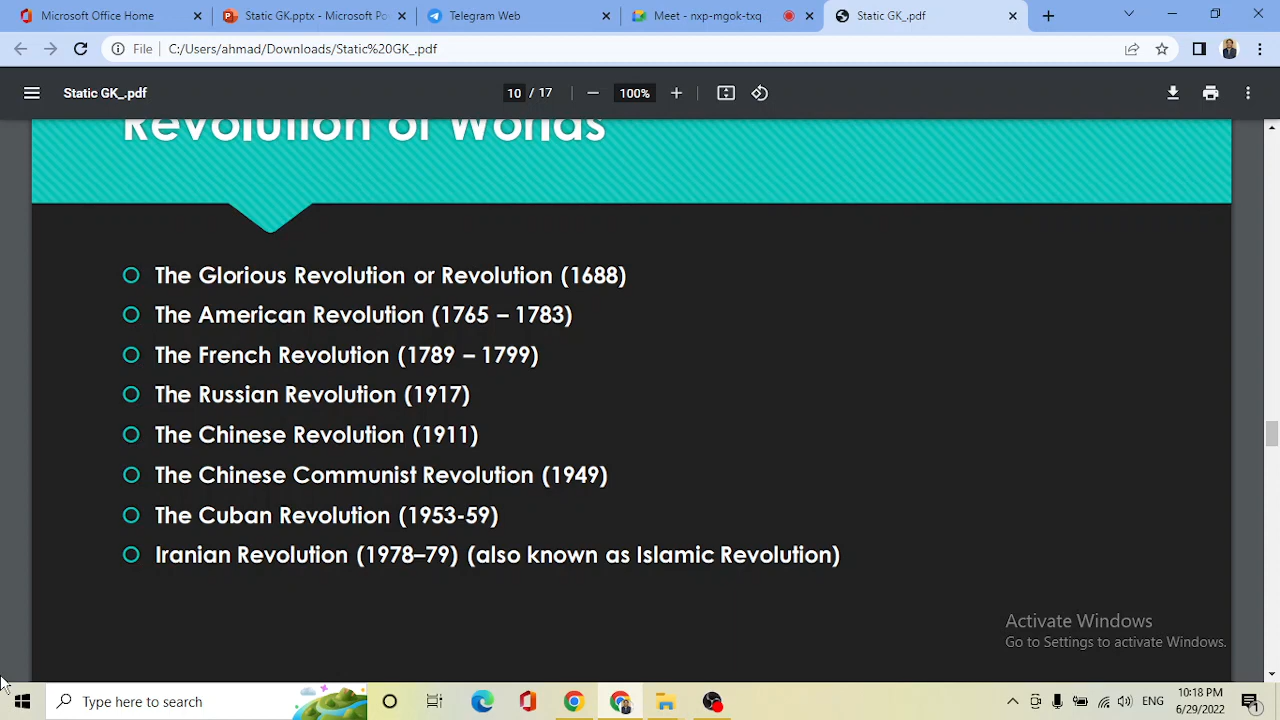 Microsoft Office Home
Static GK.pptx - Microsoft Po
Telegram Web
Meet - nxp-mgok-txq
Static GK_.pdf
File
C:/Users/ahmad/Downloads/Static%20GK_.pdf
Static GK_.pdf
10 / 17
100%
Revolution of Worlds
The Glorious Revolution or Revolution (1688)
The American Revolution (1765 – 1783)
The French Revolution (1789 – 1799)
The Russian Revolution (1917)
The Chinese Revolution (1911)
The Chinese Communist Revolution (1949)
The Cuban Revolution (1953-59)
Iranian Revolution (1978–79) (also known as Islamic Revolution)
Activate Windows
Go to Settings to activate Windows.
Type here to search
ENG
10:18 PM
6/29/2022
1